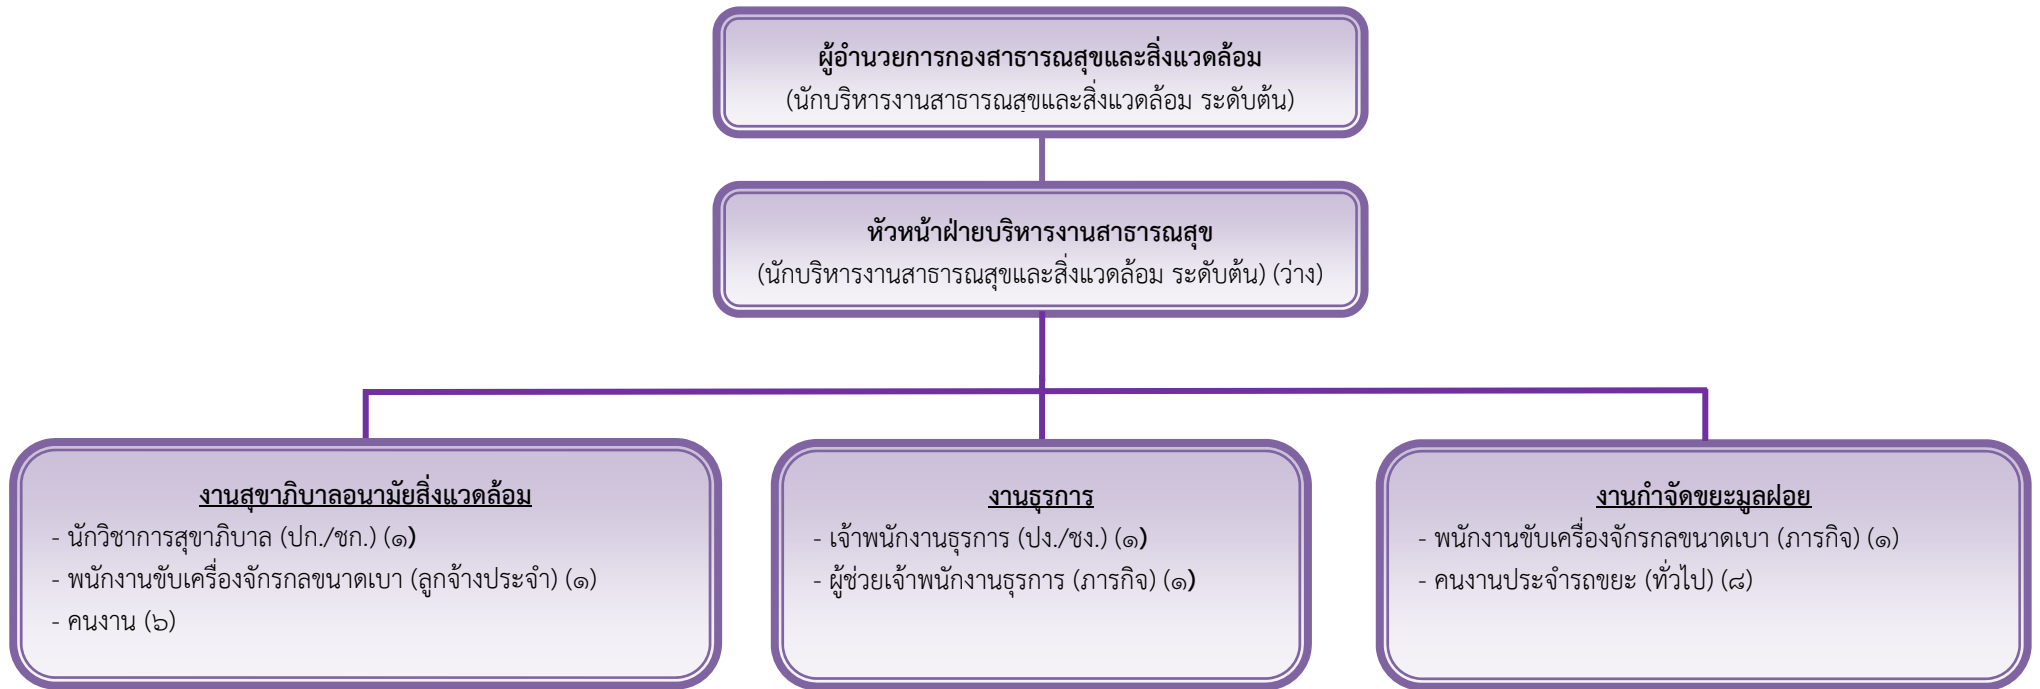 ผู้อำนวยการกองสาธารณสุขและสิ่งแวดล้อม
(นักบริหารงานสาธารณสุขและสิ่งแวดล้อม ระดับต้น)
หัวหน้าฝ่ายบริหารงานสาธารณสุข
(นักบริหารงานสาธารณสุขและสิ่งแวดล้อม ระดับต้น) (ว่าง)
งานสุขาภิบาลอนามัยสิ่งแวดล้อม
- นักวิชาการสุขาภิบาล (ปก./ชก.) (๑)
- พนักงานขับเครื่องจักรกลขนาดเบา (ลูกจ้างประจำ) (๑)
- คนงาน (๖)
งานธุรการ
- เจ้าพนักงานธุรการ (ปง./ชง.) (๑)
- ผู้ช่วยเจ้าพนักงานธุรการ (ภารกิจ) (๑)
งานกำจัดขยะมูลฝอย
- พนักงานขับเครื่องจักรกลขนาดเบา (ภารกิจ) (๑)
- คนงานประจำรถขยะ (ทั่วไป) (๘)